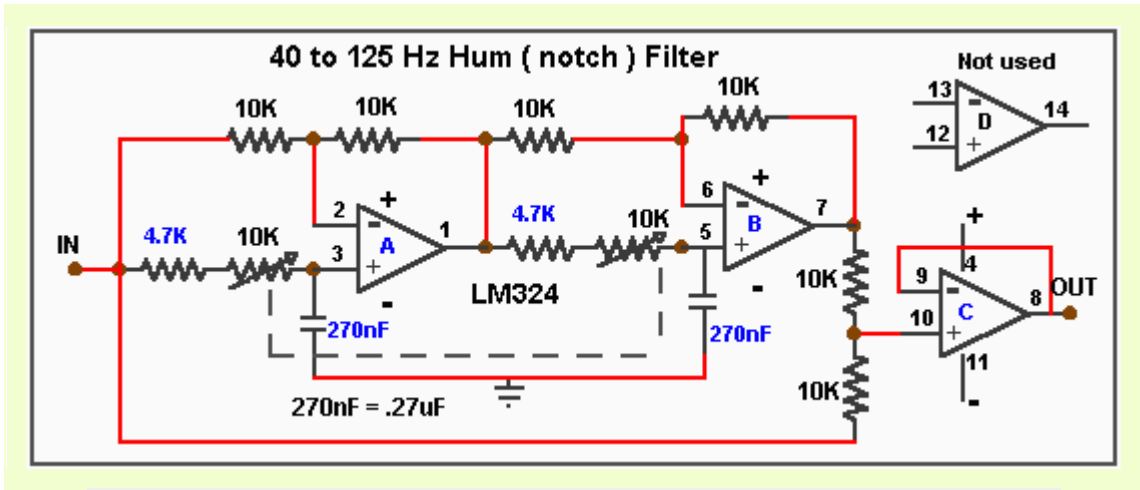 40 to 125 Hz Hum ( notch ) Filter
Not used
10K
10K
10K
10K
13
-
D
14
12
+
+
2
-
A
1
3
+
-
4.7K
10K
IN
4.7K
10K
+
6
-
B
7
5
+
-
LM324
270nF
270nF
10K
10K
+
4
9
-
C
8
OUT
10
+
11
-
270nF = .27uF